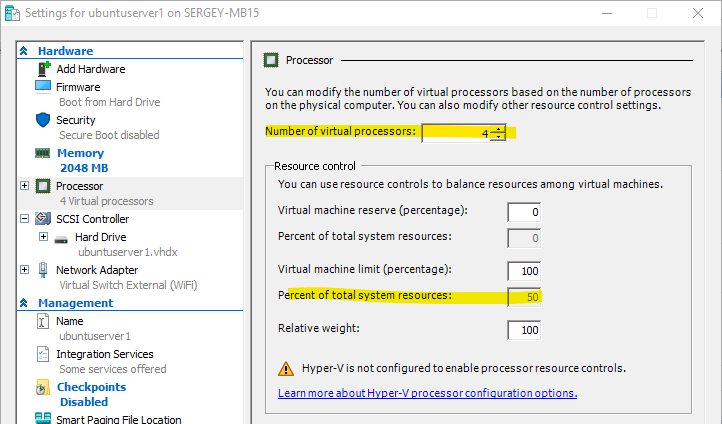 Settings for ubuntuserver1 on SERGEY-MB15
Hardware
Add Hardware
Firmware
Boot from Hard Drive
Security
Secure Boot disabled
Memory
2048 MB
Processor
4 Virtual processors
SCSI Controller
Hard Drive
ubuntuserver1.vhdx
Network Adapter
Virtual Switch External (WiFi)
Management
Name
ubuntuserver1
Integration Services
Some services offered
Checkpoints
Disabled
Smart Paging File Location
Processor
You can modify the number of virtual processors based on the number of processors
on the physical computer. You can also modify other resource control settings.
Number of virtual processors: 4
Resource control
You can use resource controls to balance resources among virtual machines.
Virtual machine reserve (percentage): 0
Percent of total system resources: 0
Virtual machine limit (percentage): 100
Percent of total system resources: 50
Relative weight: 100
Hyper-V is not configured to enable processor resource controls.
Learn more about Hyper-V processor configuration options.